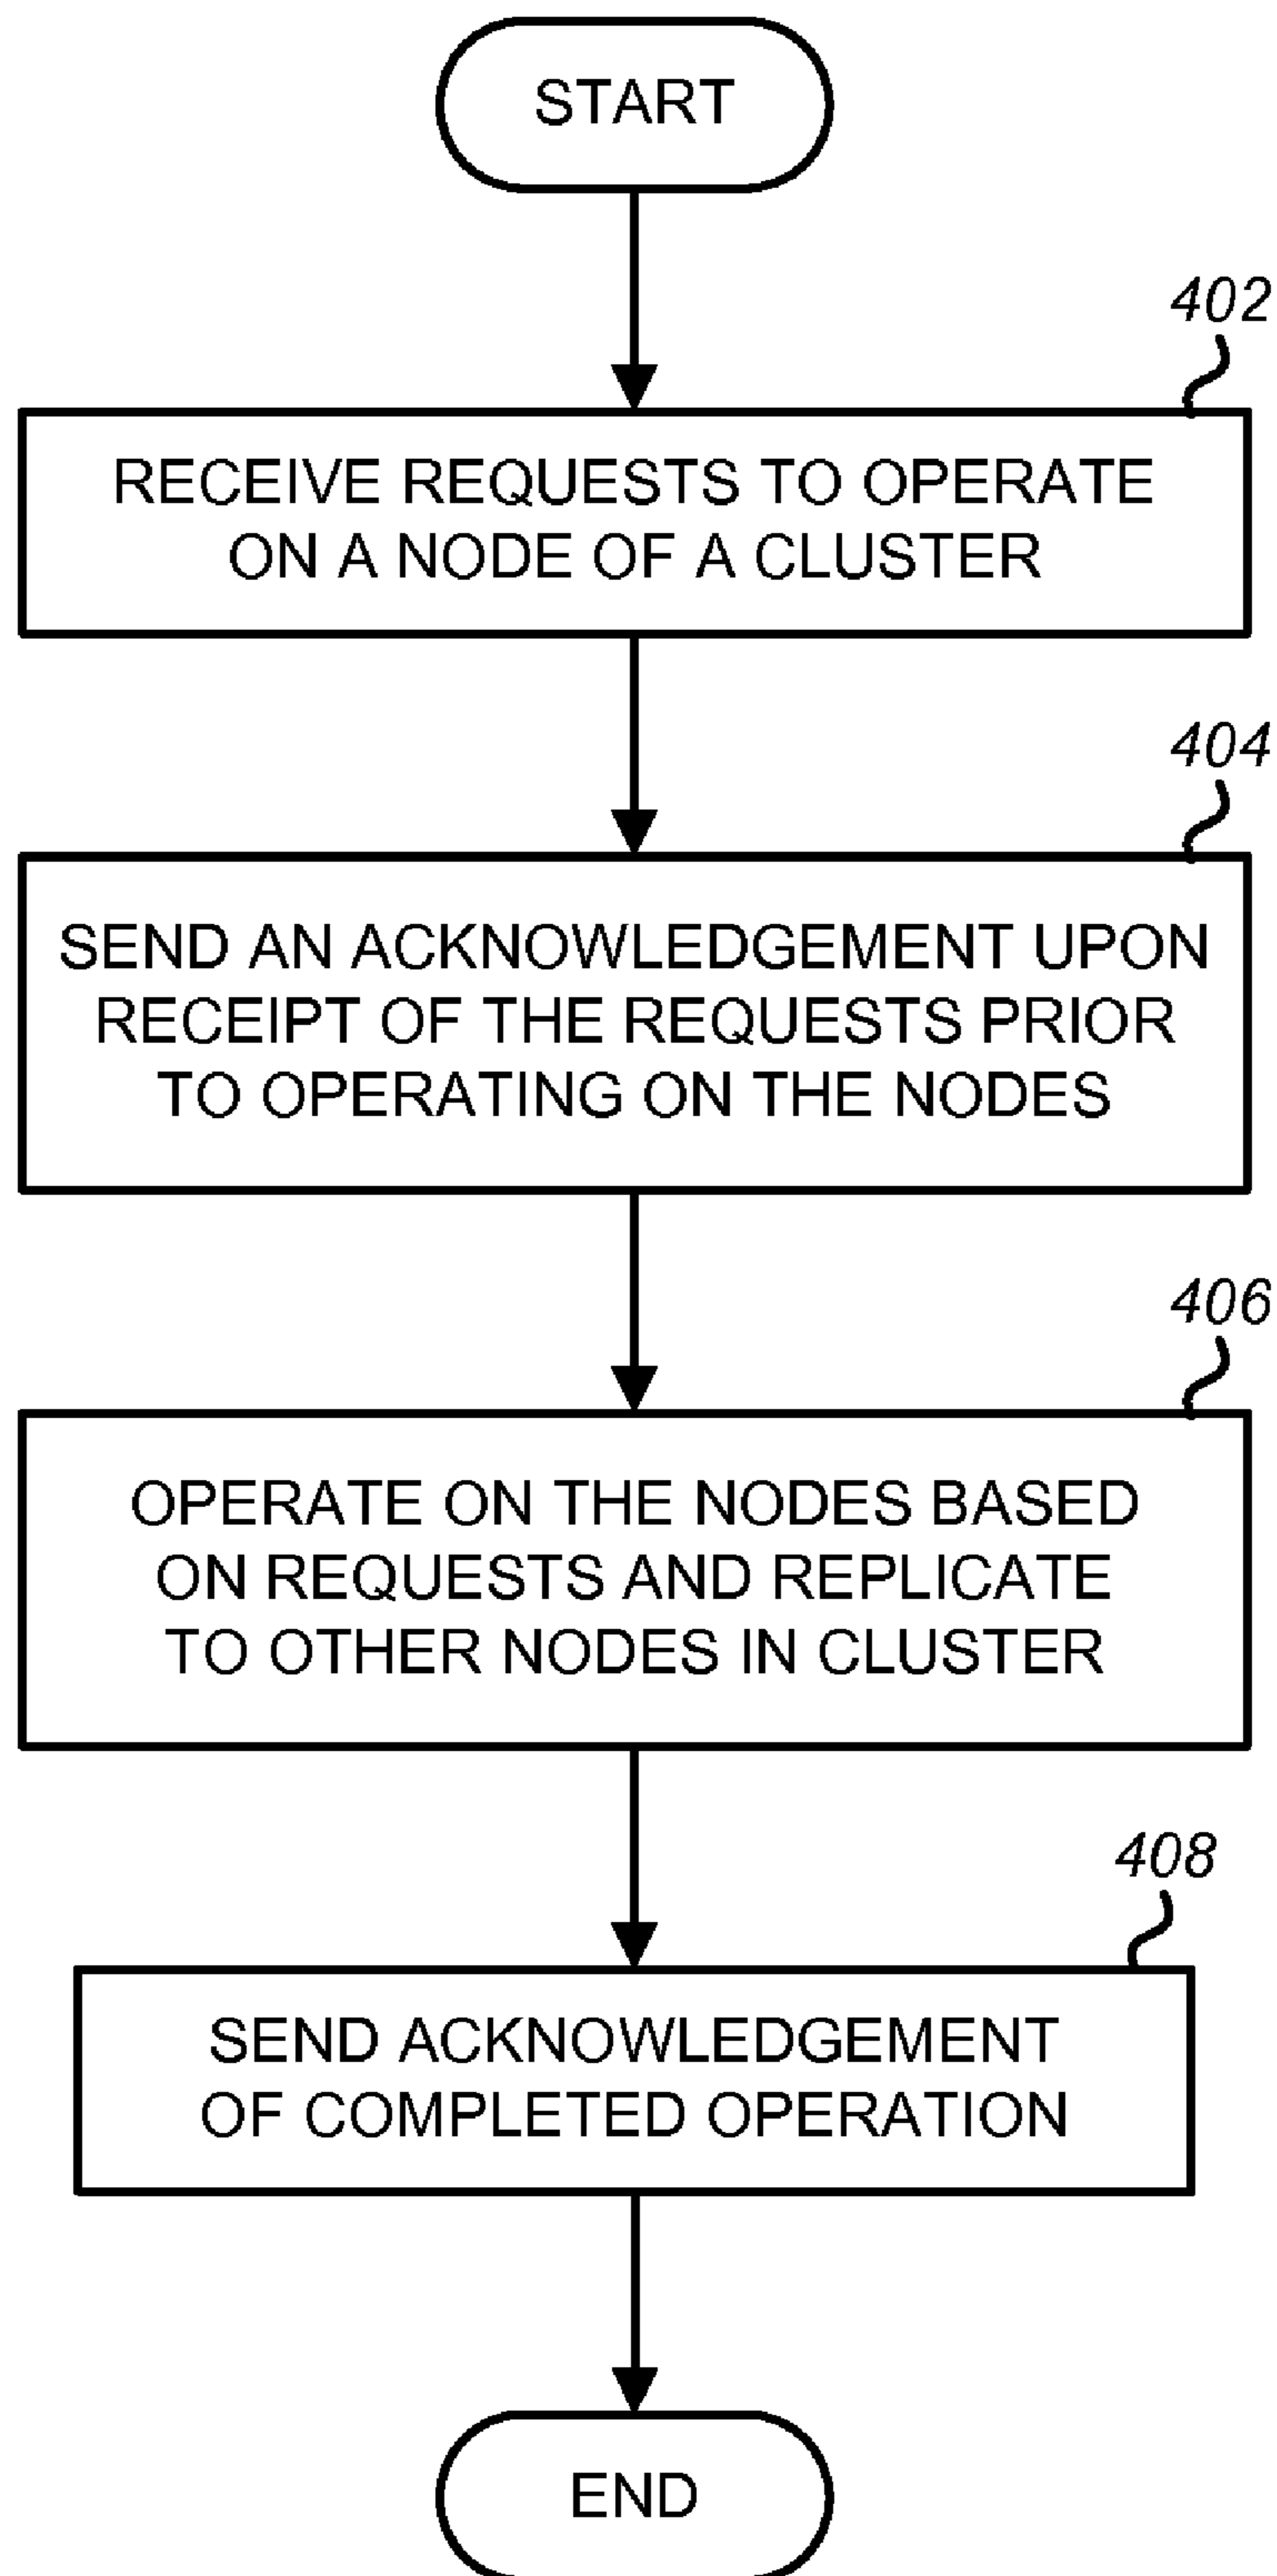 START
402
RECEIVE REQUESTS TO OPERATE
ON A NODE OF A CLUSTER
404
SEND AN ACKNOWLEDGEMENT UPON
RECEIPT OF THE REQUESTS PRIOR
TO OPERATING ON THE NODES
406
OPERATE ON THE NODES BASED
ON REQUESTS AND REPLICATE
TO OTHER NODES IN CLUSTER
408
SEND ACKNOWLEDGEMENT
OF COMPLETED OPERATION
END